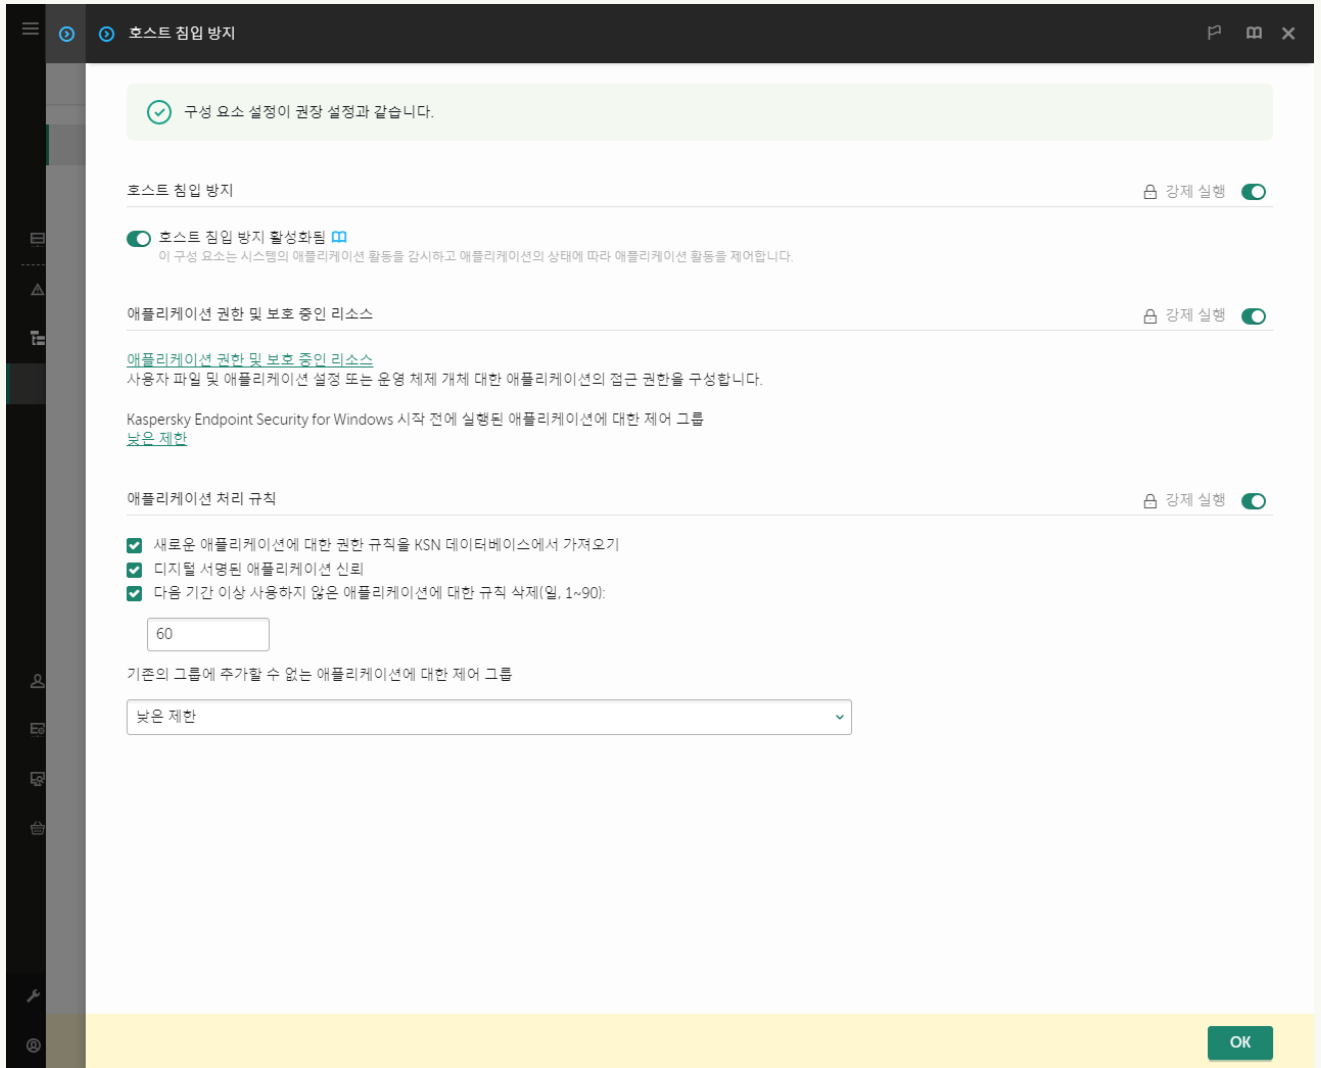 호스트 침입 방지
구성 요소 설정이 권장 설정과 같습니다.
호스트 침입 방지
강제 실행
호스트 침입 방지 활성화됨
이 구성 요소는 시스템의 애플리케이션 활동을 감시하고 애플리케이션의 상태에 따라 애플리케이션 활동을 제어합니다.
애플리케이션 권한 및 보호 중인 리소스
강제 실행
애플리케이션 권한 및 보호 중인 리소스
사용자 파일 및 애플리케이션 설정 또는 운영 체제 개체 대한 애플리케이션의 접근 권한을 구성합니다.
Kaspersky Endpoint Security for Windows 시작 전에 실행된 애플리케이션에 대한 제어 그룹
낮은 제한
애플리케이션 처리 규칙
강제 실행
새로운 애플리케이션에 대한 권한 규칙을 KSN 데이터베이스에서 가져오기
디지털 서명된 애플리케이션 신뢰
다음 기간 이상 사용하지 않은 애플리케이션에 대한 규칙 삭제(일, 1~90):
60
기존의 그룹에 추가할 수 없는 애플리케이션에 대한 제어 그룹
낮은 제한
OK